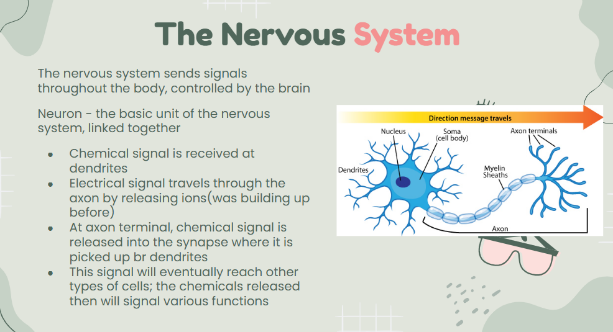 The Nervous System
The nervous system sends signals
throughout the body, controlled by the brain
Neuron - the basic unit of the nervous
system, linked together
● Chemical signal is received at
dendrites
● Electrical signal travels through the
axon by releasing ions(was building up
before)
● At axon terminal, chemical signal is
released into the synapse where it is
picked up br dendrites
● This signal will eventually reach other
types of cells; the chemicals released
then will signal various functions
Direction message travels
Nucleus
Soma
(cell body)
Axon terminals
Dendrites
Myelin
Sheaths
Axon